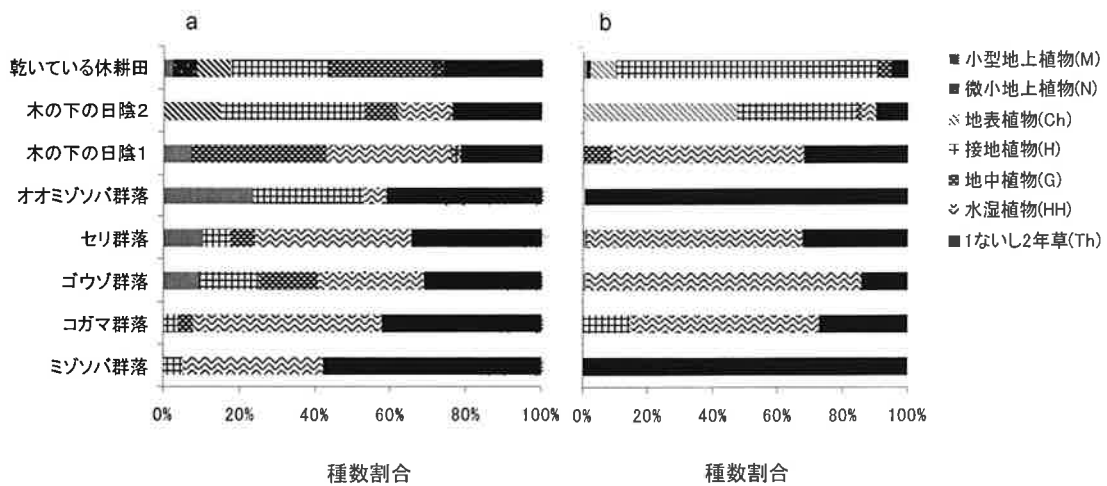 a
b
乾いている休耕田
木の下の日陰2
木の下の日陰1
オオミゾソバ群落
セリ群落
ゴウソ群落
コガマ群落
ミゾソバ群落
0% 20% 40% 60% 80% 100%
0% 20% 40% 60% 80% 100%
種数割合
種数割合
小型地上植物(M)
微小地上植物(N)
地表植物(Ch)
接地植物(H)
地中植物(G)
水湿植物(HH)
1ないし2年草(Th)